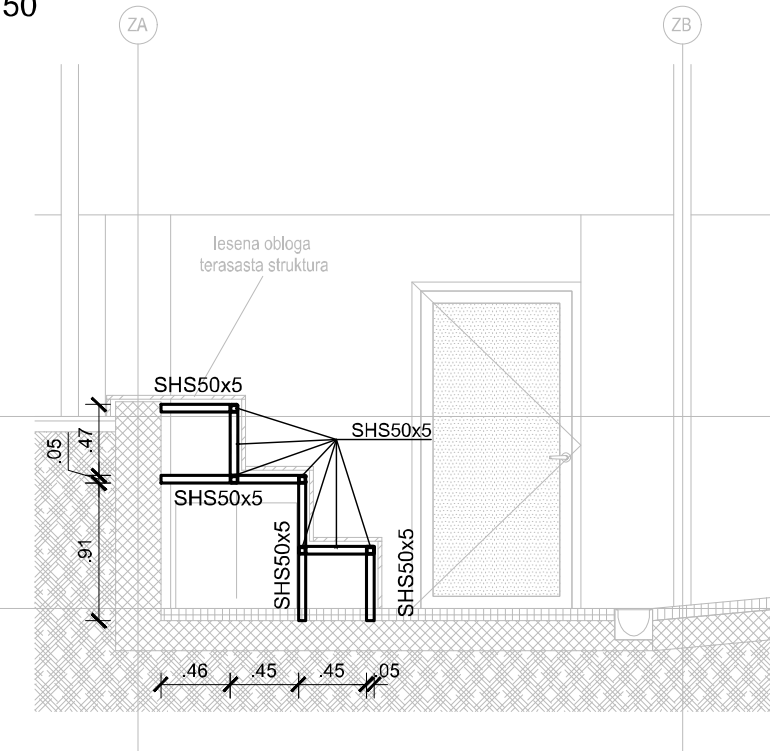 50
ZA
ZB
lesena obloga
terasasta struktura
SHS50x5
SHS50x5
SHS50x5
SHS50x5
SHS50x5
.47
.05
.91
.46
.45
.45
.05